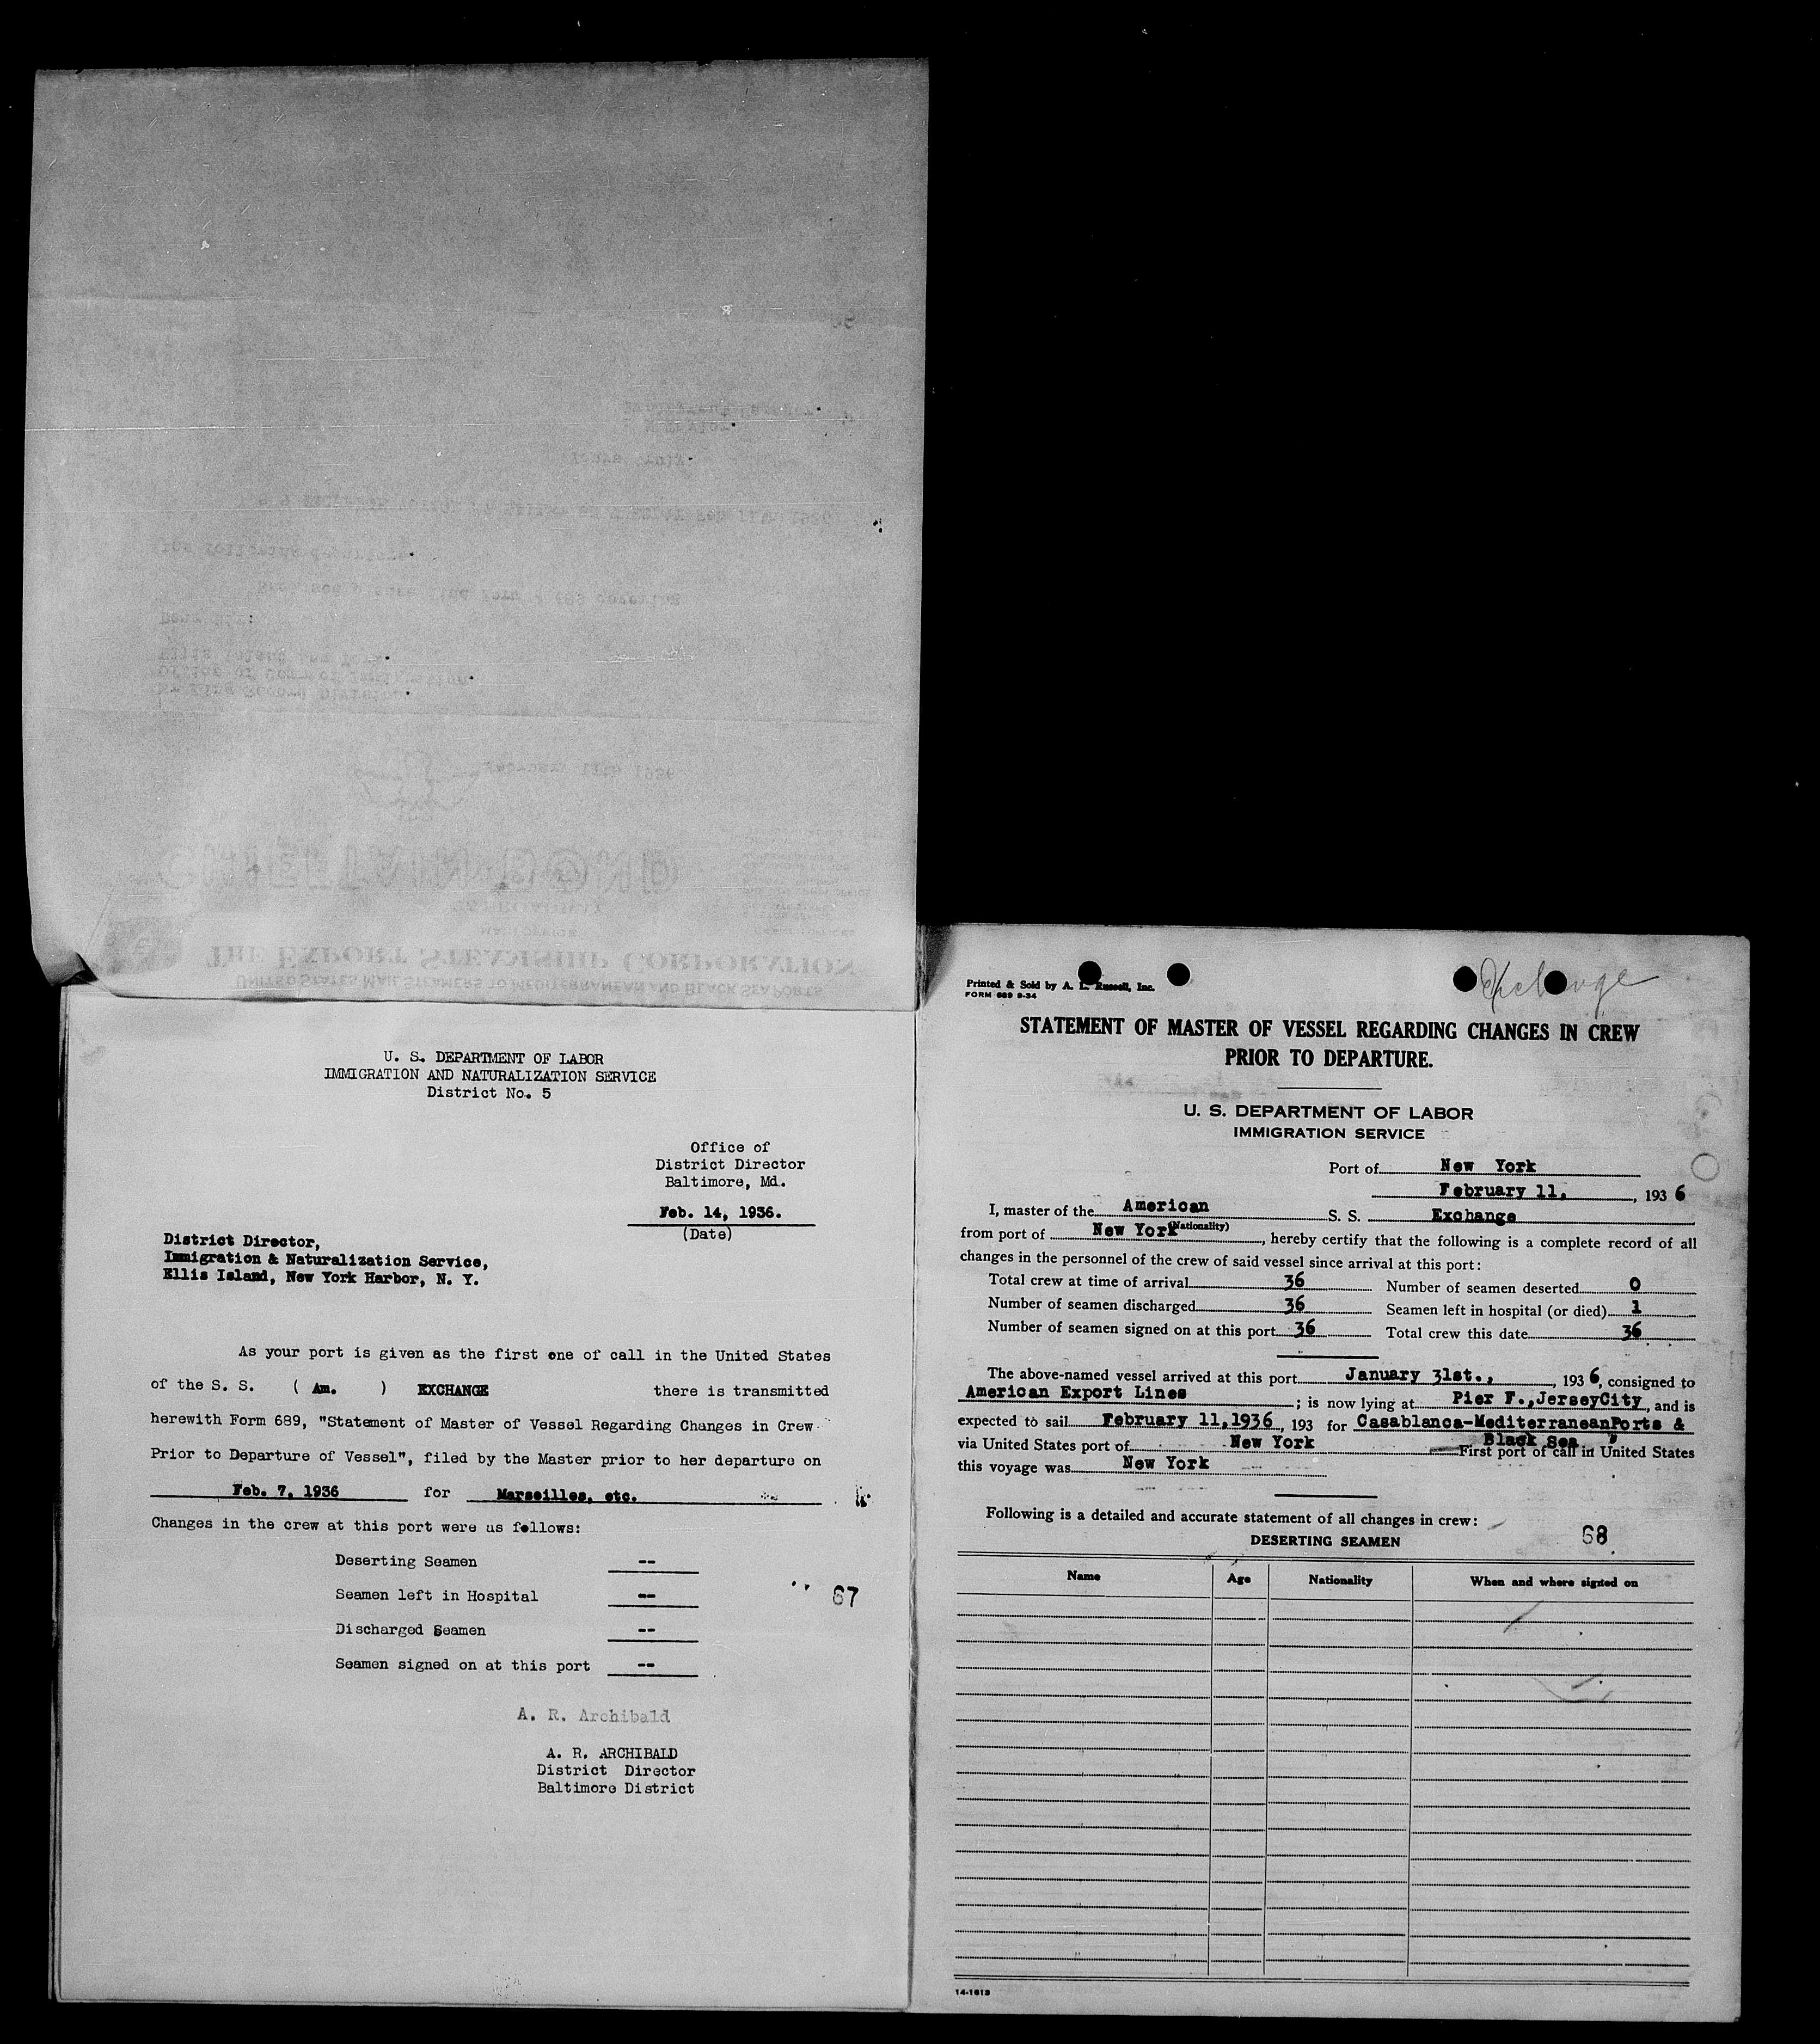 U. S. DEPARTMENT OF LABOR
IMMIGRATION AND NATURALIZATION SERVICE
District No. 5
Office of
District Director
Baltimore, Md.
Feb. 14, 1936.
(Date)
District Director,
Immigration & Naturalization Service,
Ellis Island, New York Harbor, N. Y.
As your port is given as the first one of call in the United States
of the S. S. ( Am. ) EXCHANGE there is transmitted
herewith Form 689, "Statement of Master of Vessel Regarding Changes in Crew
Prior to Departure of Vessel", filed by the Master prior to her departure on
Feb. 7, 1936 for Marseilles, etc.
Changes in the crew at this port were as follows:
Deserting Seamen --
Seamen left in Hospital --
67
Discharged Seamen --
Seamen signed on at this port --
A. R. Archibald
A. R. ARCHIBALD
District Director
Baltimore District
Exchange
Printed & Sold by A. L. Russell, Inc.
FORM 689 9-34
STATEMENT OF MASTER OF VESSEL REGARDING CHANGES IN CREW
PRIOR TO DEPARTURE.
U. S. DEPARTMENT OF LABOR
IMMIGRATION SERVICE
Port of New York
February 11, , 1936
I, master of the American S. S. Exchange
(Nationality)
from port of New York, hereby certify that the following is a complete record of all
changes in the personnel of the crew of said vessel since arrival at this port:
Total crew at time of arrival 36 Number of seamen deserted 0
Number of seamen discharged 36 Seamen left in hospital (or died) 1
Number of seamen signed on at this port 36 Total crew this date 36
The above-named vessel arrived at this port January 31st., , 1936, consigned to
American Export Lines ; is now lying at Pier F.,JerseyCity, and is
expected to sail February 11,1936, 193 for Casablanca-MediterraneanPorts &
Black Sea
via United States port of New York First port of call in United States
this voyage was New York
Following is a detailed and accurate statement of all changes in crew:
68
DESERTING SEAMEN
Name Age Nationality When and where signed on
14-1613